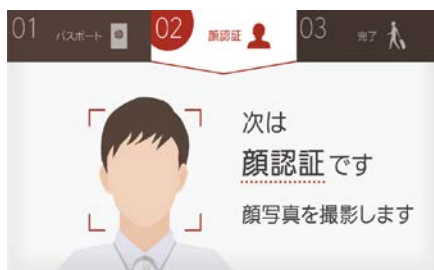 01 パスポート
02 顔認証
03 完了
次は
顔認証です
顔写真を撮影します